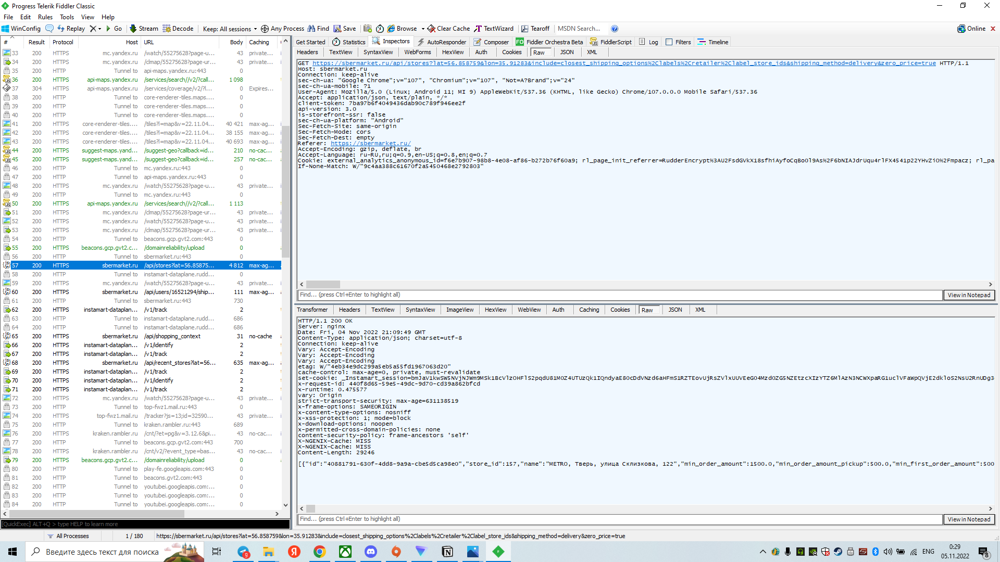 Progress Telerik Fiddler Classic
File Edit Rules Tools View Help
WinConfig Replay Go Stream Decode Keep: All sessions Any Process Find Save Browse Clear Cache TextWizard Tearoff MSDN Search... Online
# Result Protocol Host URL Body Caching
33 200 HTTPS mc.yandex.ru /watch/55275628?page-u... 43 private...
34 200 HTTPS mc.yandex.ru /clmap/55275628?page-ur... 43 private...
35 200 HTTP Tunnel to api-maps.yandex.ru:443 0
36 200 HTTPS api-maps.yandex.ru /services/search//v2/?call... 1 098
37 304 HTTPS api-maps.yandex.ru /services/coverage/v2/?l... 0 Expires...
38 200 HTTP Tunnel to core-renderer-tiles.maps.... 0
39 200 HTTP Tunnel to core-renderer-tiles.maps.... 0
40 200 HTTP Tunnel to core-renderer-tiles.maps.... 0
41 200 HTTPS core-renderer-tiles.... /tiles?l=map&v=22.11.04... 40 421 max-ag...
42 200 HTTPS core-renderer-tiles.... /tiles?l=map&v=22.11.04... 38 155 max-ag...
43 200 HTTPS core-renderer-tiles.... /tiles?l=map&v=22.11.04... 40 693 max-ag...
44 200 HTTPS suggest-maps.yand... /suggest-geo?callback=id... 210 no-cac...
45 200 HTTPS suggest-maps.yand... /suggest-geo?callback=id... 257 no-cac...
46 200 HTTP Tunnel to mc.yandex.ru:443 0
47 200 HTTP Tunnel to api-maps.yandex.ru:443 0
48 200 HTTPS mc.yandex.ru /watch/55275628?page-u... 43 private...
49 200 HTTP Tunnel to mc.yandex.ru:443 0
50 200 HTTPS api-maps.yandex.ru /services/search//v2/?call... 1 113
51 200 HTTPS mc.yandex.ru /clmap/55275628?page-ur... 43 private...
52 200 HTTPS mc.yandex.ru /watch/55275628?page-u... 43 private...
53 200 HTTPS mc.yandex.ru /clmap/55275628?page-ur... 43 private...
54 200 HTTP Tunnel to beacons.gcp.gvt2.com:443 0
55 200 HTTPS beacons.gcp.gvt2.c... /domainreliability/upload 0
56 200 HTTP Tunnel to sbermarket.ru:443 0
57 200 HTTPS sbermarket.ru /api/stores?lat=56.85875... 4 812 max-ag...
58 200 HTTP Tunnel to instamart-dataplane.rudd... 0
59 200 HTTPS mc.yandex.ru /watch/55275628?page-u... 43 private...
60 200 HTTPS sbermarket.ru /api/users/16521294/ship... 111 max-ag...
61 200 HTTP Tunnel to sbermarket.ru:443 730
62 200 HTTPS instamart-dataplan... /v1/track 2
63 200 HTTP Tunnel to instamart-dataplane.rudd... 686
64 200 HTTP Tunnel to instamart-dataplane.rudd... 686
65 200 HTTPS sbermarket.ru /api/shopping_context 31 no-cache
66 200 HTTPS instamart-dataplan... /v1/identify 2
67 200 HTTPS instamart-dataplan... /v1/track 2
68 200 HTTPS sbermarket.ru /api/recent_stores?lat=56... 635 max-ag...
69 200 HTTPS instamart-dataplan... /v1/track 2
70 200 HTTPS instamart-dataplan... /v1/identify 2
71 200 HTTPS instamart-dataplan... /v1/track 2
72 200 HTTPS mc.yandex.ru /watch/55275628?page-u... 43 private...
73 200 HTTP Tunnel to top-fwz1.mail.ru:443 0
74 200 HTTPS top-fwz1.mail.ru /tracker?js=13;id=32590... 43 private...
75 200 HTTP Tunnel to kraken.rambler.ru:443 689
76 200 HTTPS kraken.rambler.ru /cnt/?et=pg&v=3.12.6&pi... 43 no-cac...
77 200 HTTP Tunnel to beacons.gcp.gvt2.com:443 700
78 200 HTTPS kraken.rambler.ru /cnt/v2/?event_type=bas... 43 no-cac...
79 200 HTTPS beacons.gcp.gvt2.c... /domainreliability/upload 0
80 200 HTTP Tunnel to play-fe.googleapis.com:443 0
81 200 HTTP Tunnel to beacons.gvt2.com:443 0
82 200 HTTP Tunnel to youtubei.googleapis.com:... 0
83 200 HTTP Tunnel to youtubei.googleapis.com:... 0
84 200 HTTP Tunnel to youtubei.googleapis.com:... 0
[QuickExec] ALT+Q > type HELP to learn more
Get Started Statistics Inspectors AutoResponder Composer FO Fiddler Orchestra Beta FiddlerScript Log Filters Timeline
Headers TextView SyntaxView WebForms HexView Auth Cookies Raw JSON XML
GET https://sbermarket.ru/api/stores?lat=56.858759&lon=35.91283&include=closest_shipping_options%2Clabels%2Cretailer%2Clabel_store_ids&shipping_method=delivery&zero_price=true HTTP/1.1
Host: sbermarket.ru
Connection: keep-alive
sec-ch-ua: "Google Chrome";v="107", "Chromium";v="107", "Not=A?Brand";v="24"
sec-ch-ua-mobile: ?1
User-Agent: Mozilla/5.0 (Linux; Android 11; MI 9) AppleWebKit/537.36 (KHTML, like Gecko) Chrome/107.0.0.0 Mobile Safari/537.36
Accept: application/json, text/plain, */*
client-token: 7ba97b6f4049436dab90c789f946ee2f
api-version: 3.0
is-storefront-ssr: false
sec-ch-ua-platform: "Android"
Sec-Fetch-Site: same-origin
Sec-Fetch-Mode: cors
Sec-Fetch-Dest: empty
Referer: https://sbermarket.ru/
Accept-Encoding: gzip, deflate, br
Accept-Language: ru-RU,ru;q=0.9,en-US;q=0.8,en;q=0.7
Cookie: external_analytics_anonymous_id=f6e7b907-98b8-4e08-af86-b272b76f60a9; rl_page_init_referrer=RudderEncrypt%3AU2FsdGVkX18sfhiAyfoCqBoOl9As%2F6bNIAJdrUqu4rlFX4541p22YHvZiO%2Fmpacz; rl_pa
If-None-Match: W/"9c4aa388c61670f2a5450468e2792803"
Find... (press Ctrl+Enter to highlight all) View in Notepad
Transformer Headers TextView SyntaxView ImageView HexView WebView Auth Caching Cookies Raw JSON XML
HTTP/1.1 200 OK
Server: nginx
Date: Fri, 04 Nov 2022 21:09:49 GMT
Content-Type: application/json; charset=utf-8
Connection: keep-alive
Vary: Accept-Encoding
Vary: Accept-Encoding
Vary: Accept-Encoding
etag: W/"4eb34e9dc299a5eb5a55fd1967063d20"
cache-control: max-age=0, private, must-revalidate
set-cookie:
x-request-id: 440f8d65-59e5-49dc-9d70-cd39a862bfcd
x-runtime: 0.475577
vary: Origin
strict-transport-security: max-age=631138519
x-frame-options: SAMEORIGIN
x-content-type-options: nosniff
x-xss-protection: 1; mode=block
x-download-options: noopen
x-permitted-cross-domain-policies: none
content-security-policy: frame-ancestors 'self'
X-NGENIX-Cache: MISS
X-NGENIX-Cache: MISS
Content-Length: 29246
[{"id":"40881791-630f-4dd8-9a9a-cbe5d5ca98e0","store_id":157,"name":"METRO, Тверь, улица Склизкова, 122","min_order_amount":1500.0,"min_order_amount_pickup":500.0,"min_first_order_amount":500
Find... (press Ctrl+Enter to highlight all) View in Notepad
All Processes 1 / 180 https://sbermarket.ru/api/stores?lat=56.858759&lon=35.91283&include=closest_shipping_options%2Clabels%2Cretailer%2Clabel_store_ids&shipping_method=delivery&zero_price=true
Введите здесь текст для поиска 9 ENG 0:29
05.11.2022 8